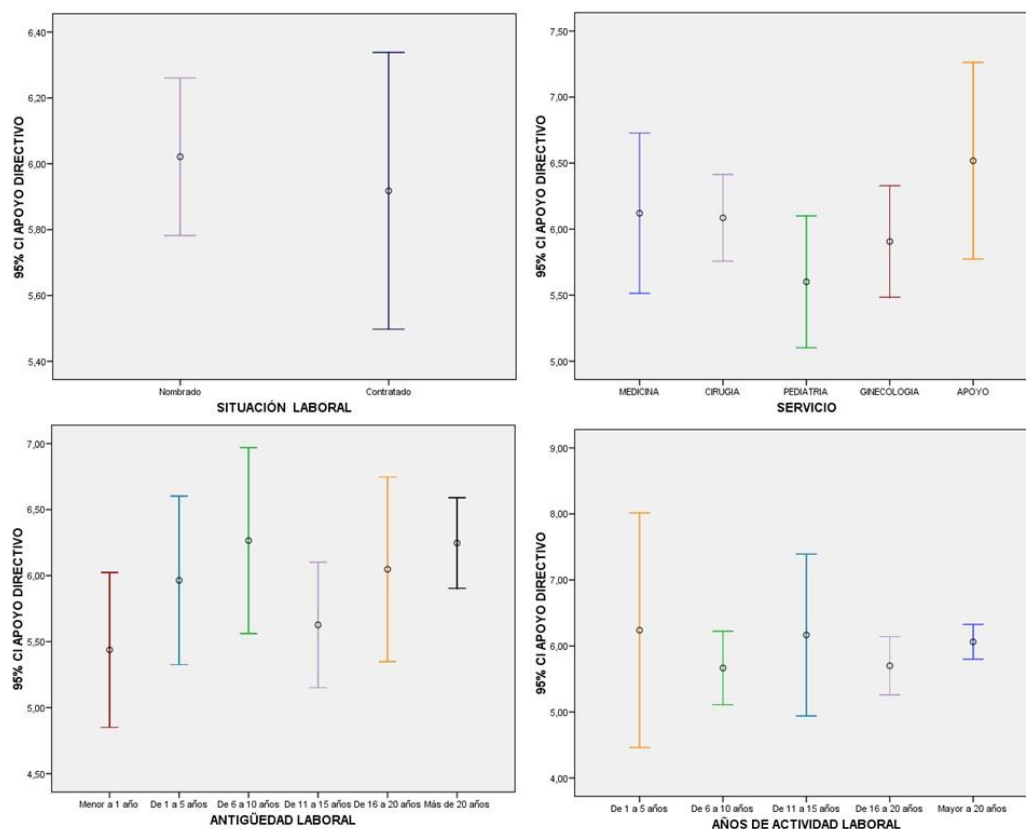 95% CI APOYO DIRECTIVO
6,40
6,20
6,00
5,80
5,60
5,40
Nombrado Contratado
SITUACIÓN LABORAL
95% CI APOYO DIRECTIVO
7,50
7,00
6,50
6,00
5,50
5,00
MEDICINA CIRUGIA PEDIATRIA GINECOLOGIA APOYO
SERVICIO
95% CI APOYO DIRECTIVO
7,00
6,50
6,00
5,50
5,00
4,50
Menor a 1 año De 1 a 5 años De 6 a 10 años De 11 a 15 años De 16 a 20 años Más de 20 años
ANTIGÜEDAD LABORAL
95% CI APOYO DIRECTIVO
9,00
8,00
7,00
6,00
5,00
4,00
De 1 a 5 años De 6 a 10 años De 11 a 15 años De 16 a 20 años Mayor a 20 años
AÑOS DE ACTIVIDAD LABORAL